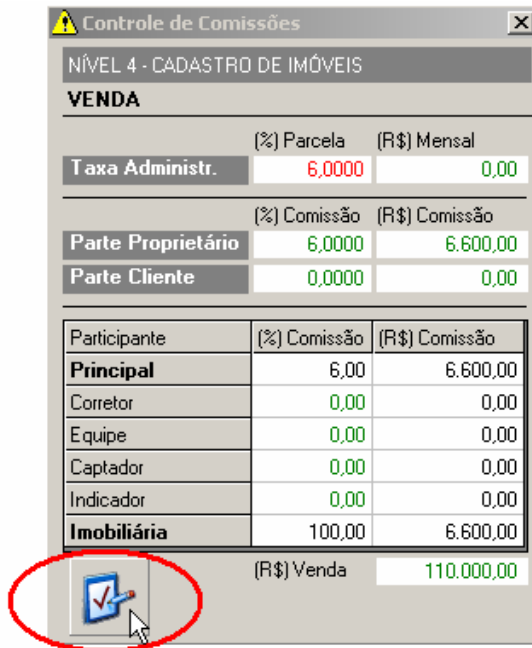 Controle de Comissões
NÍVEL 4 - CADASTRO DE IMÓVEIS
VENDA
(%) Parcela (R$) Mensal
Taxa Administr. 6,0000 0,00
(%) Comissão (R$) Comissão
Parte Proprietário 6,0000 6.600,00
Parte Cliente 0,0000 0,00
Participante (%) Comissão (R$) Comissão
Principal 6,00 6.600,00
Corretor 0,00 0,00
Equipe 0,00 0,00
Captador 0,00 0,00
Indicador 0,00 0,00
Imobiliária 100,00 6.600,00
(R$) Venda 110.000,00